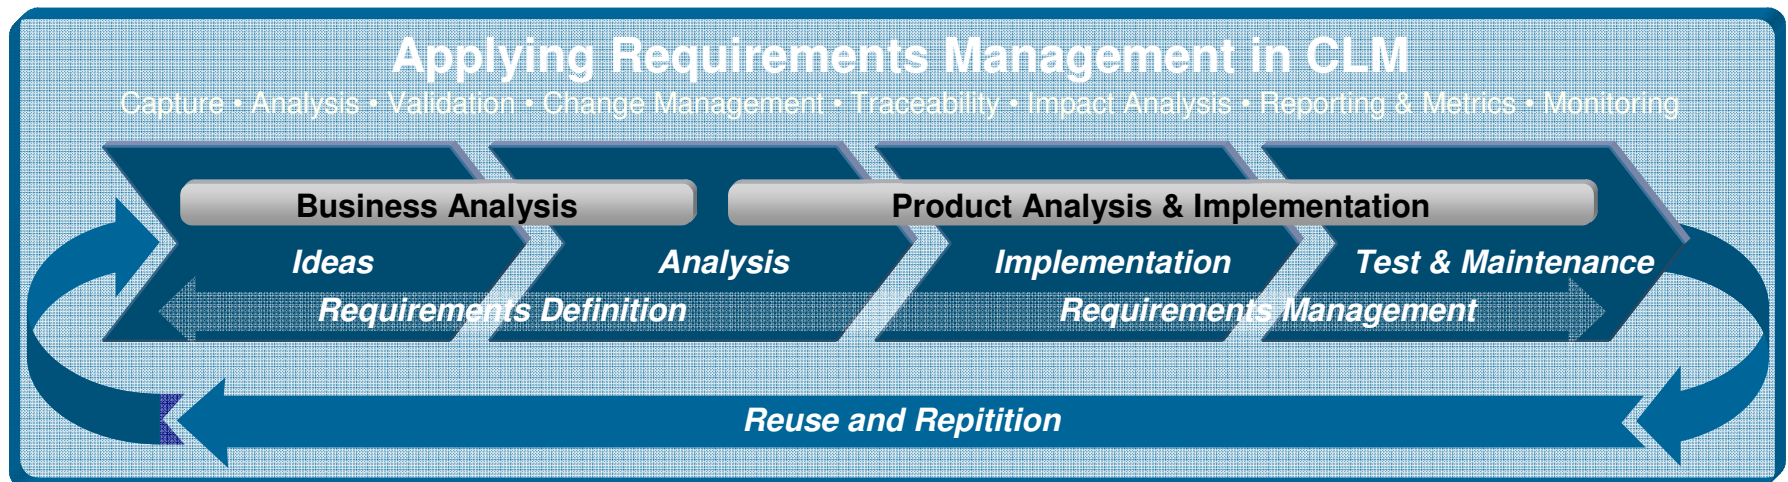 Applying Requirements Management in CLM
Capture • Analysis • Validation • Change Management • Traceability • Impact Analysis • Reporting & Metrics • Monitoring
Business Analysis
Product Analysis & Implementation
Ideas
Analysis
Implementation
Test & Maintenance
Requirements Definition
Requirements Management
Reuse and Repitition